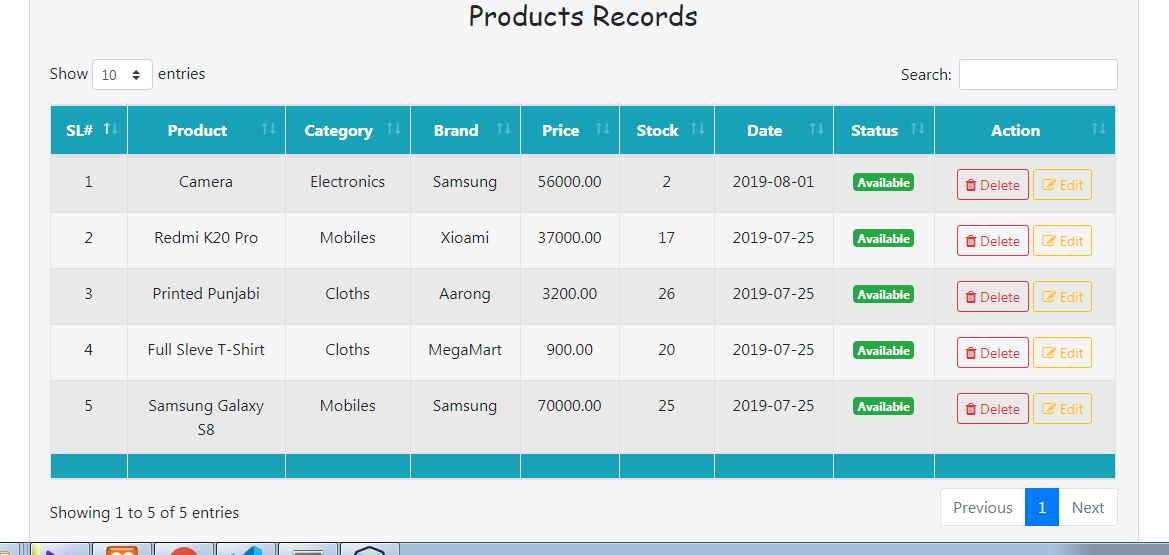 Products Records
Show 10 entries
Search:
SL# Product Category Brand Price Stock Date Status Action
1 Camera Electronics Samsung 56000.00 2 2019-08-01 Available Delete Edit
2 Redmi K20 Pro Mobiles Xioami 37000.00 17 2019-07-25 Available Delete Edit
3 Printed Punjabi Cloths Aarong 3200.00 26 2019-07-25 Available Delete Edit
4 Full Sleve T-Shirt Cloths MegaMart 900.00 20 2019-07-25 Available Delete Edit
5 Samsung Galaxy Mobiles Samsung 70000.00 25 2019-07-25 Available Delete Edit
S8
Showing 1 to 5 of 5 entries
Previous 1 Next